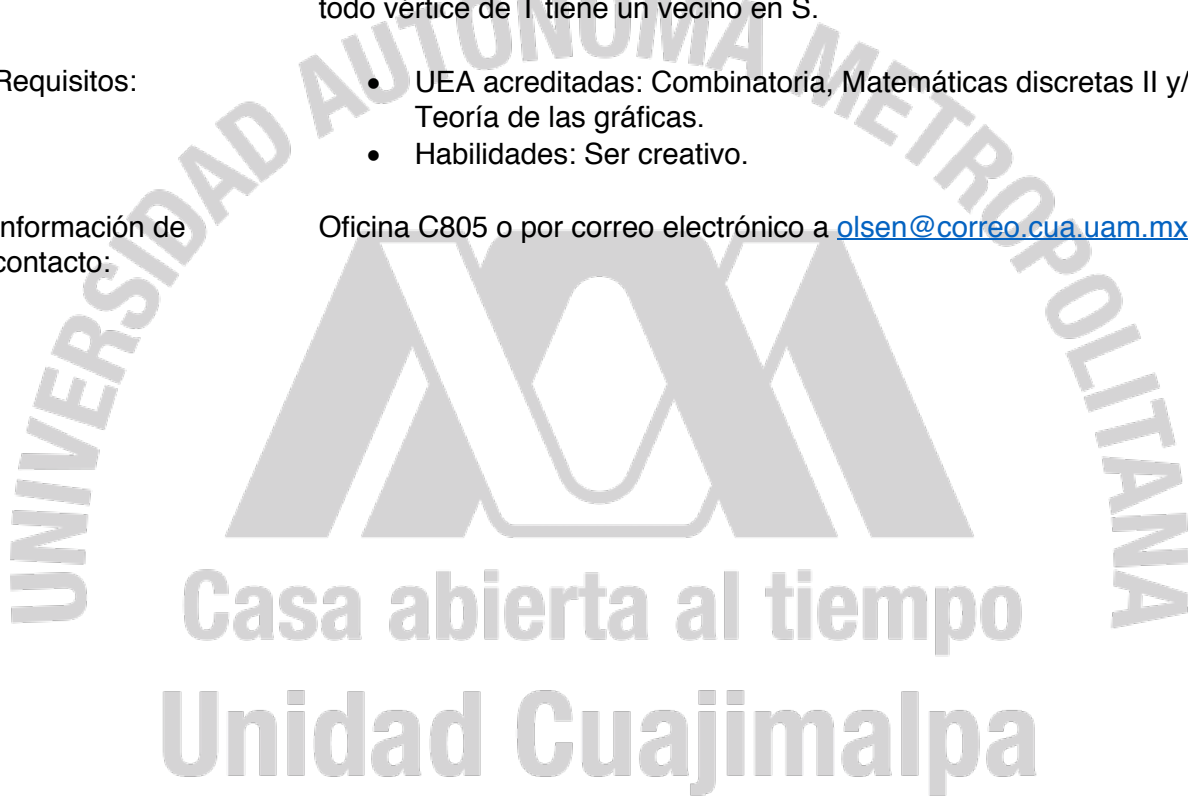 todo vértice de T tiene un vecino en S.
Requisitos:
• UEA acreditadas: Combinatoria, Matemáticas discretas II y/
Teoría de las gráficas.
• Habilidades: Ser creativo.
nformación de
contacto:
Oficina C805 o por correo electrónico a olsen@correo.cua.uam.mx
UNIVERSIDAD AUTÓNOMA METROPOLITANA
Casa abierta al tiempo
Unidad Cuajimalpa